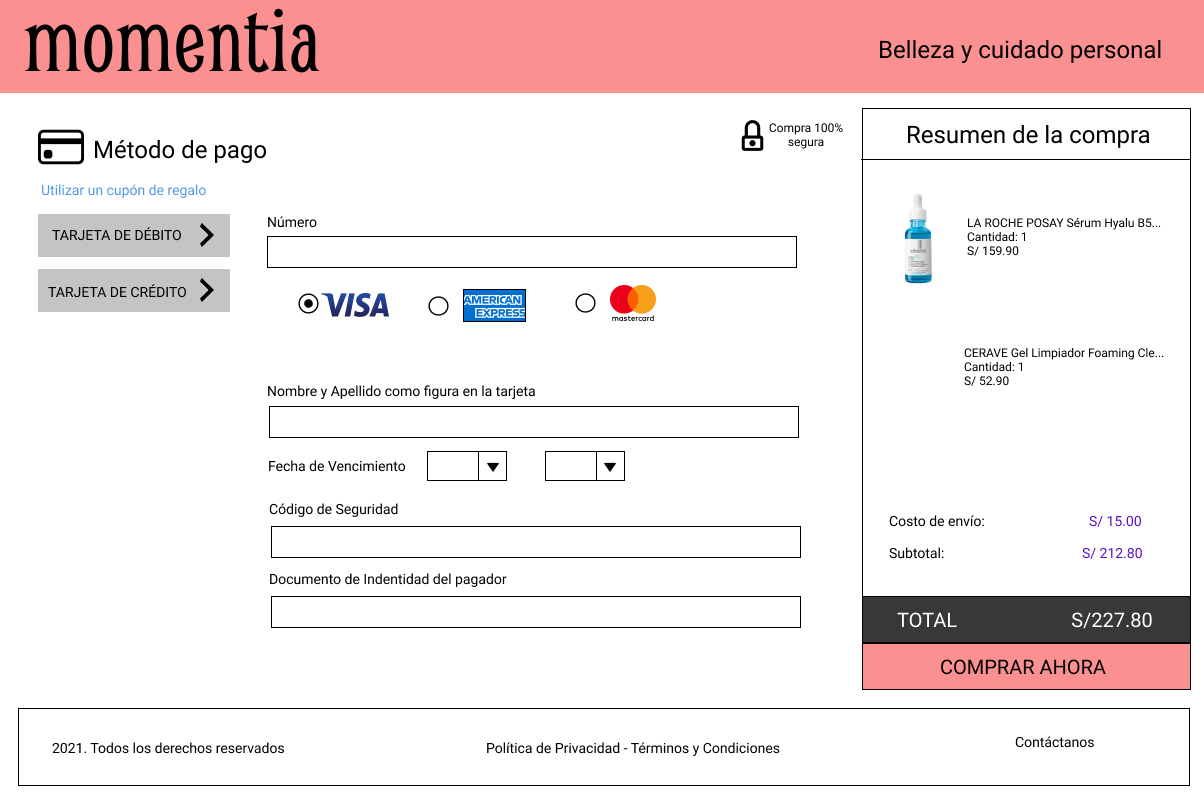 momentia
Belleza y cuidado personal
Método de pago
Compra 100%
segura
Utilizar un cupón de regalo
TARJETA DE DÉBITO
TARJETA DE CRÉDITO
Número
VISA
AMERICAN
EXPRESS
mastercard
Nombre y Apellido como figura en la tarjeta
Fecha de Vencimiento
Código de Seguridad
Documento de Indentidad del pagador
Resumen de la compra
LA ROCHE POSAY Sérum Hyalu B5...
Cantidad: 1
S/ 159.90
CERAVE Gel Limpiador Foaming Cle...
Cantidad: 1
S/ 52.90
Costo de envío: S/ 15.00
Subtotal: S/ 212.80
TOTAL S/227.80
COMPRAR AHORA
2021. Todos los derechos reservados
Política de Privacidad - Términos y Condiciones
Contáctanos